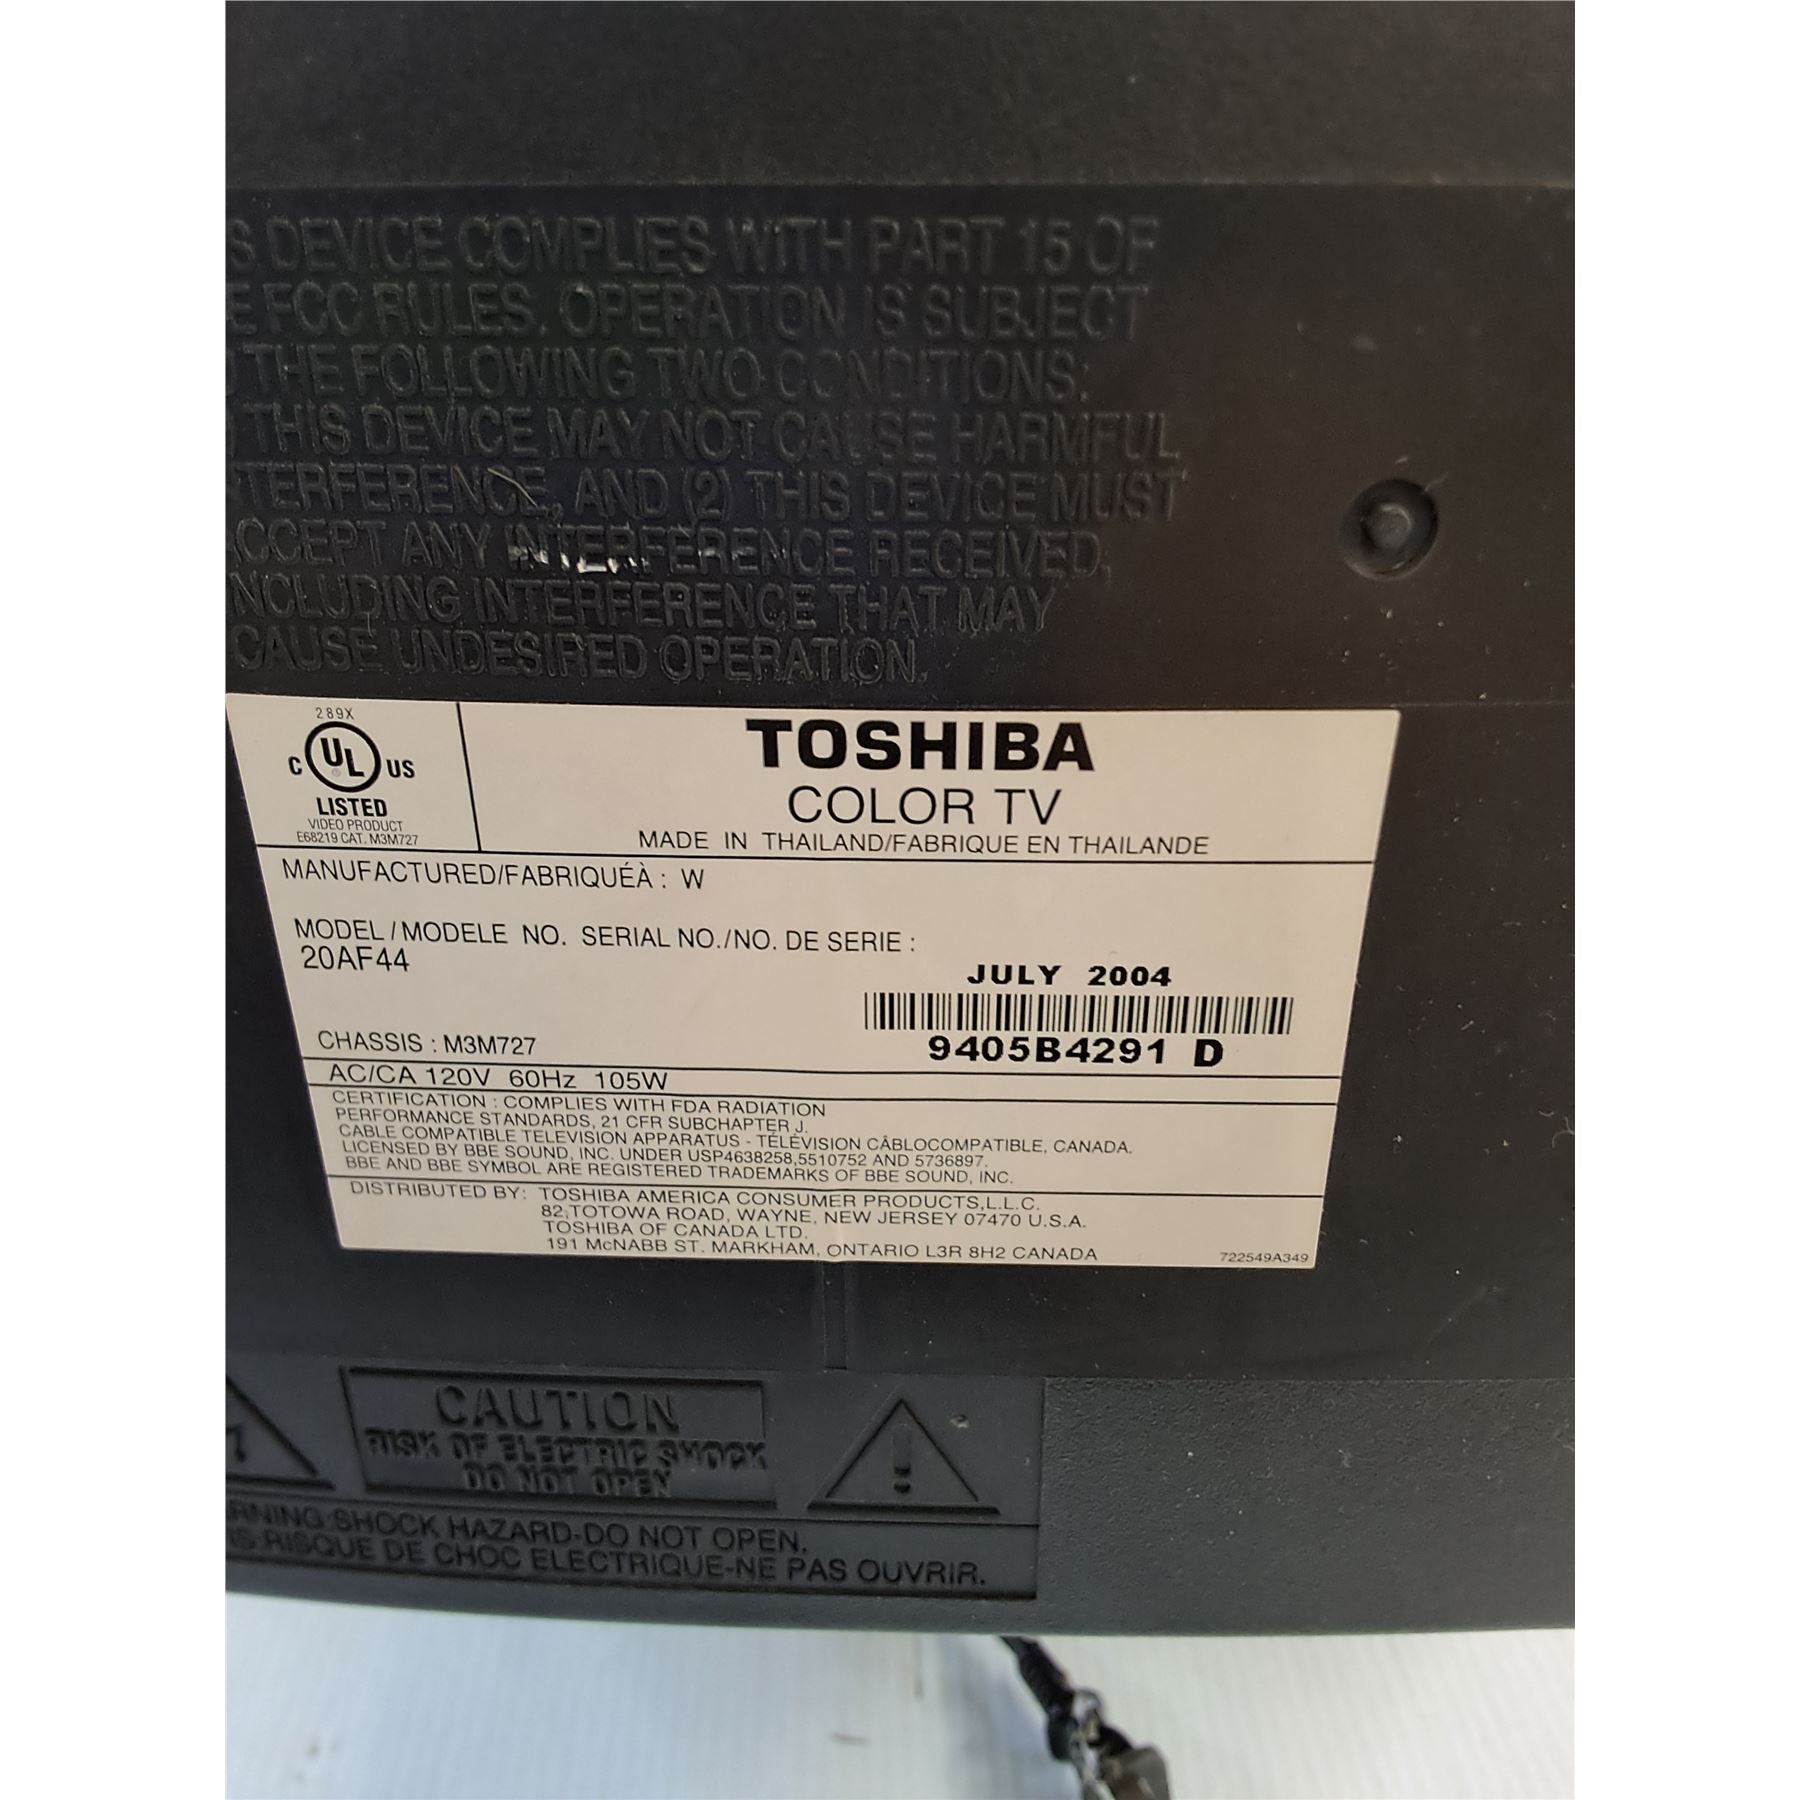 S DEVICE COMPLIES WITH PART 15 OF
E FCC RULES. OPERATION IS SUBJECT
THE FOLLOWING TWO CONDITIONS:
) THIS DEVICE MAY NOT CAUSE HARMFUL
TERFERENCE, AND (2) THIS DEVICE MUST
ACCEPT ANY INTERFERENCE RECEIVED,
INCLUDING INTERFERENCE THAT MAY
CAUSE UNDESIRED OPERATION.
289X
C UL US
LISTED
VIDEO PRODUCT
E68219 CAT. M3M727
TOSHIBA
COLOR TV
MADE IN THAILAND/FABRIQUE EN THAILANDE
MANUFACTURED/FABRIQUÉÀ : W
MODEL/MODELE NO. SERIAL NO./NO. DE SERIE :
20AF44
JULY 2004
9405B4291 D
CHASSIS : M3M727
AC/CA 120V 60Hz 105W
CERTIFICATION : COMPLIES WITH FDA RADIATION
PERFORMANCE STANDARDS, 21 CFR SUBCHAPTER J.
CABLE COMPATIBLE TELEVISION APPARATUS - TÉLÉVISION CÂBLOCOMPATIBLE, CANADA.
LICENSED BY BBE SOUND, INC. UNDER USP4638258,5510752 AND 5736897.
BBE AND BBE SYMBOL ARE REGISTERED TRADEMARKS OF BBE SOUND, INC.
DISTRIBUTED BY: TOSHIBA AMERICA CONSUMER PRODUCTS,L.L.C.
82,TOTOWA ROAD, WAYNE, NEW JERSEY 07470 U.S.A.
TOSHIBA OF CANADA LTD.
191 McNABB ST. MARKHAM, ONTARIO L3R 8H2 CANADA
722549A349
CAUTION
RISK OF ELECTRIC SHOCK
DO NOT OPEN
RNING:SHOCK HAZARD-DO NOT OPEN.
IS RISQUE DE CHOC ELECTRIQUE-NE PAS OUVRIR.